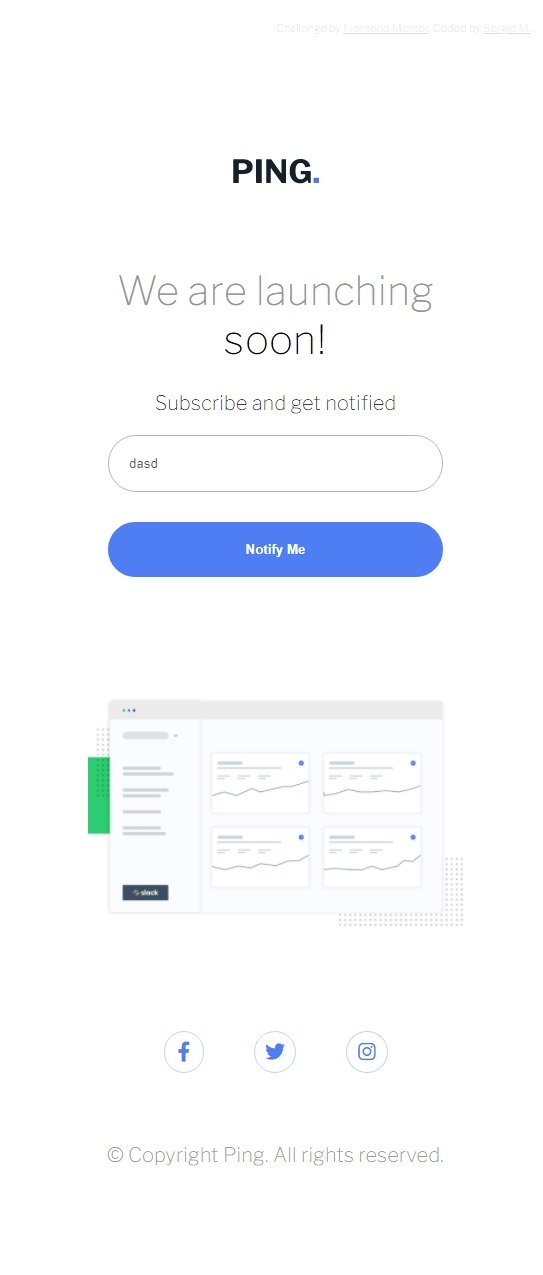 Challenge by Frontend Mentor. Coded by Sergio M..
PING.
We are launching
soon!
Subscribe and get notified
dasd
Notify Me
slack
© Copyright Ping. All rights reserved.